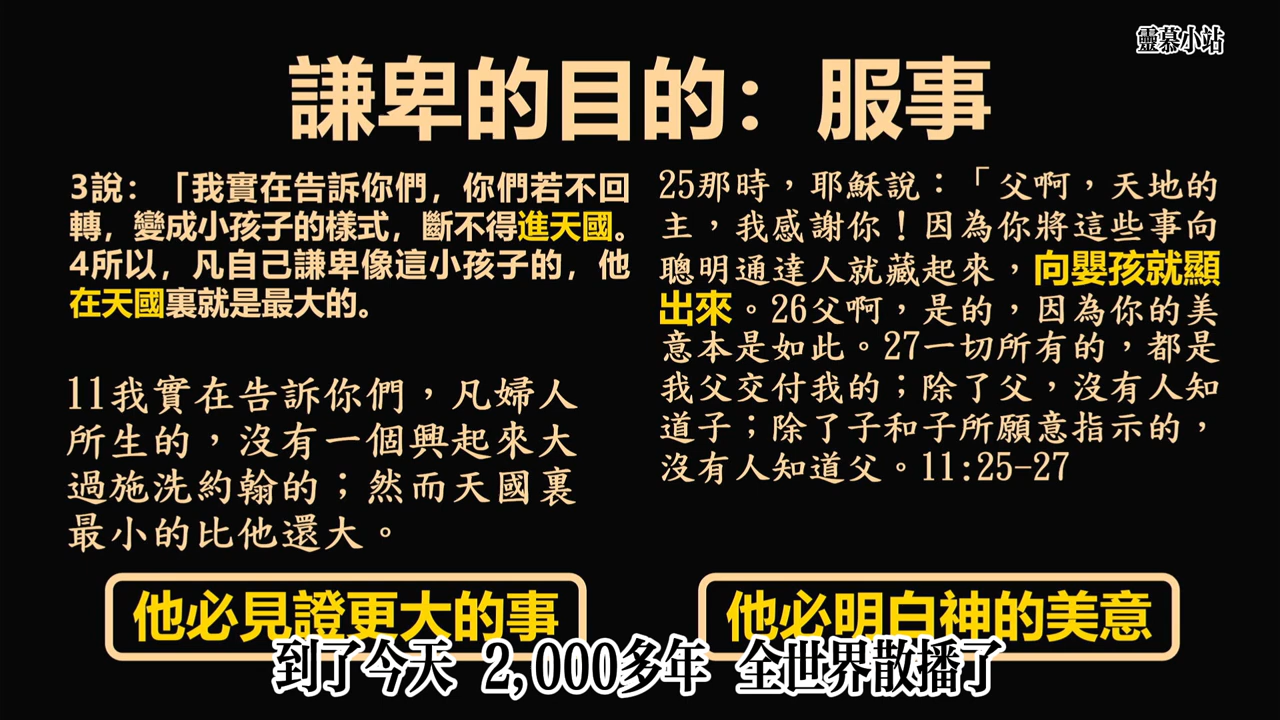 靈慕小站
謙卑的目的：服事
3說：「我實在告訴你們，你們若不回
轉，變成小孩子的樣式，斷不得進天國。
4所以，凡自己謙卑像這小孩子的，他
在天國裏就是最大的。
11我實在告訴你們，凡婦人
所生的，沒有一個興起來大
過施洗約翰的；然而天國裏
最小的比他還大。
25那時，耶穌說：「父啊，天地的
主，我感謝你！因為你將這些事向
聰明通達人就藏起來，向嬰孩就顯
出來。26父啊，是的，因為你的美
意本是如此。27一切所有的，都是
我父交付我的；除了父，沒有人知
道子；除了子和子所願意指示的，
沒有人知道父。11:25-27
他必見證更大的事
他必明白神的美意
到了今天 2,000多年 全世界散播了